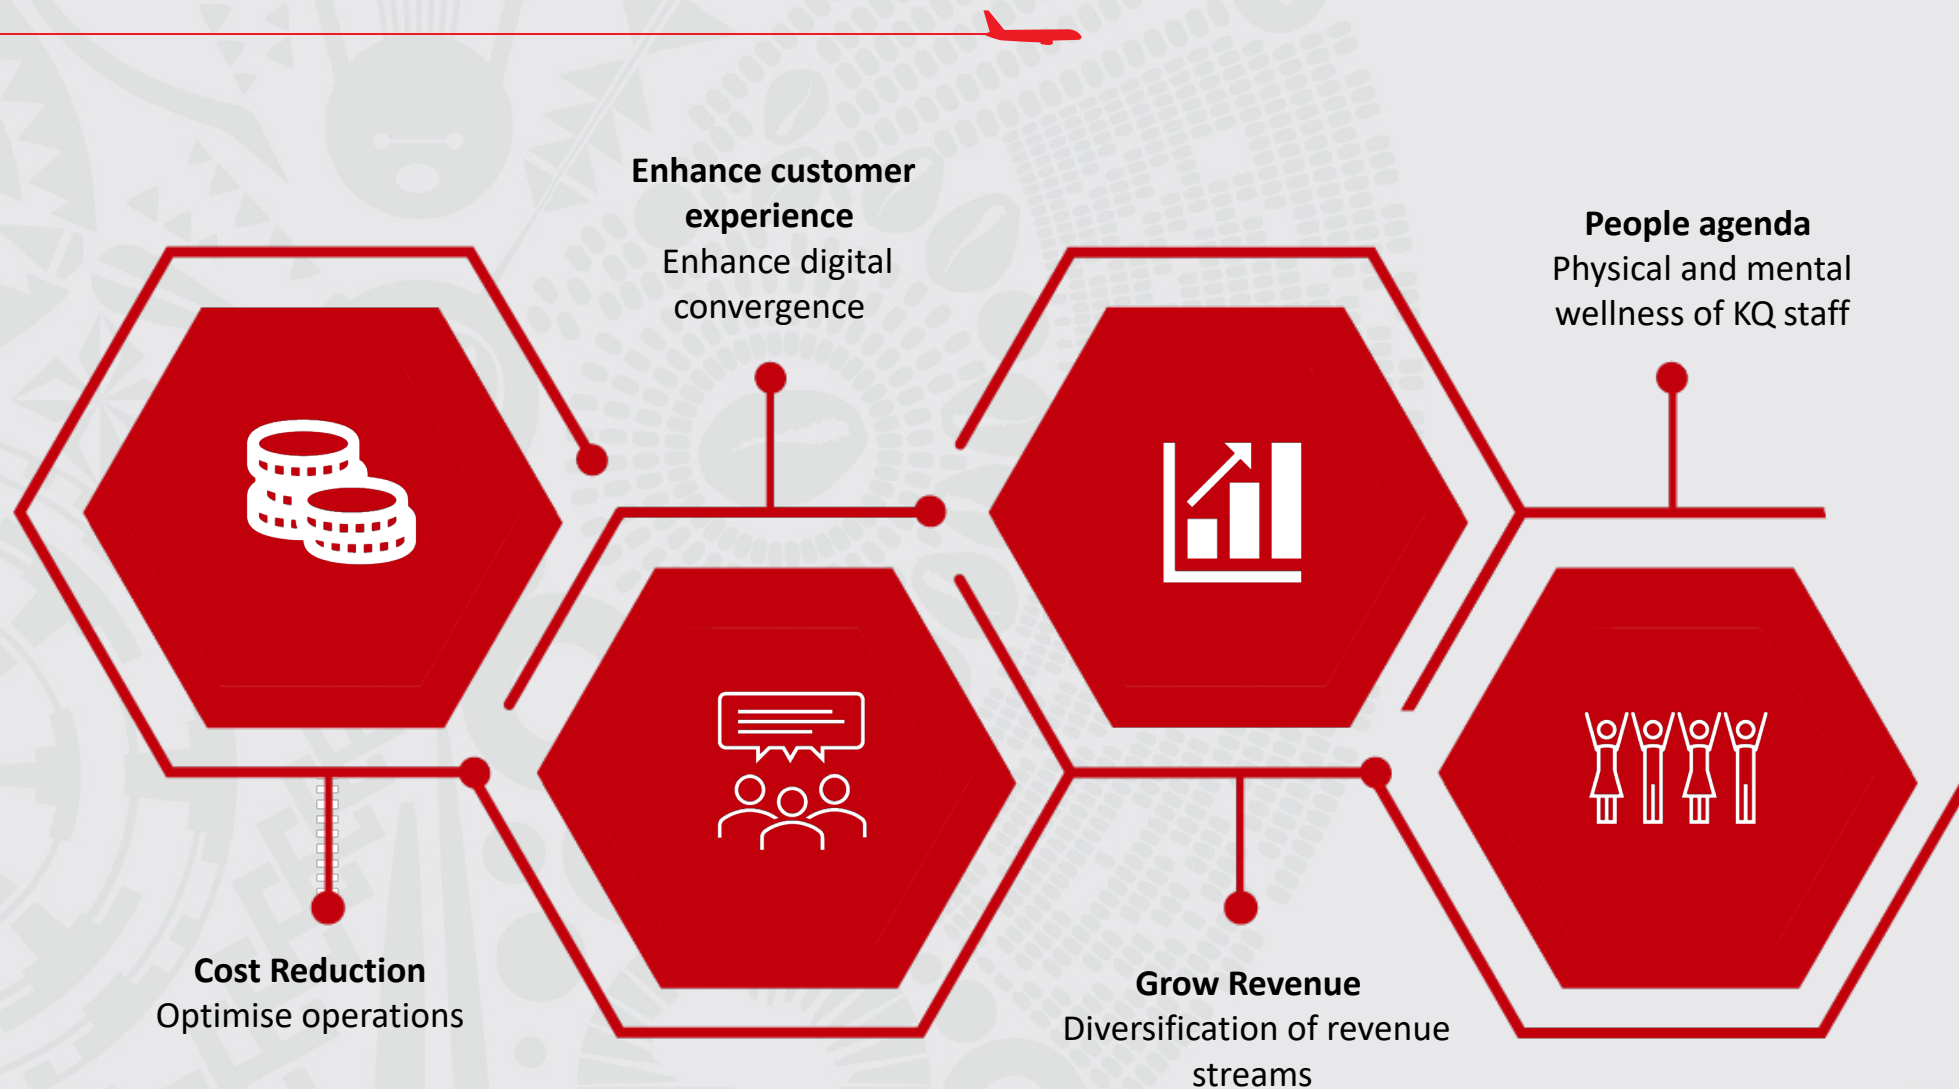 Enhance customer
experience
Enhance digital
convergence
People agenda
Physical and mental
wellness of KQ staff
Cost Reduction
Optimise operations
Grow Revenue
Diversification of revenue
streams